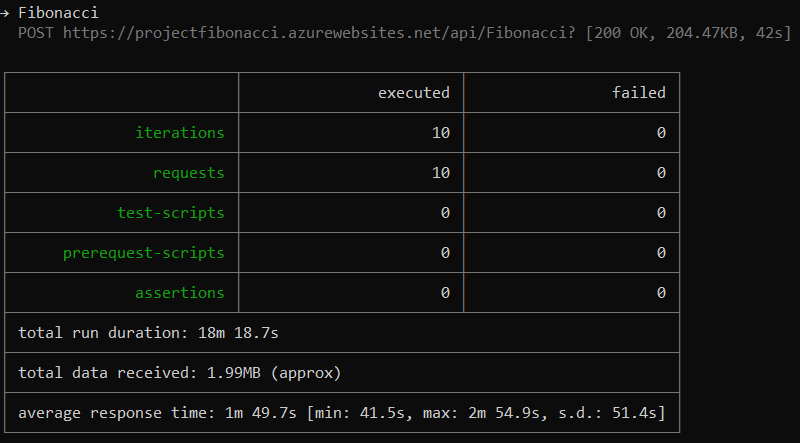 → Fibonacci
POST https://projectfibonacci.azurewebsites.net/api/Fibonacci? [200 OK, 204.47KB, 42s]
executed failed
iterations 10 0
requests 10 0
test-scripts 0 0
prerequest-scripts 0 0
assertions 0 0
total run duration: 18m 18.7s
total data received: 1.99MB (approx)
average response time: 1m 49.7s [min: 41.5s, max: 2m 54.9s, s.d.: 51.4s]